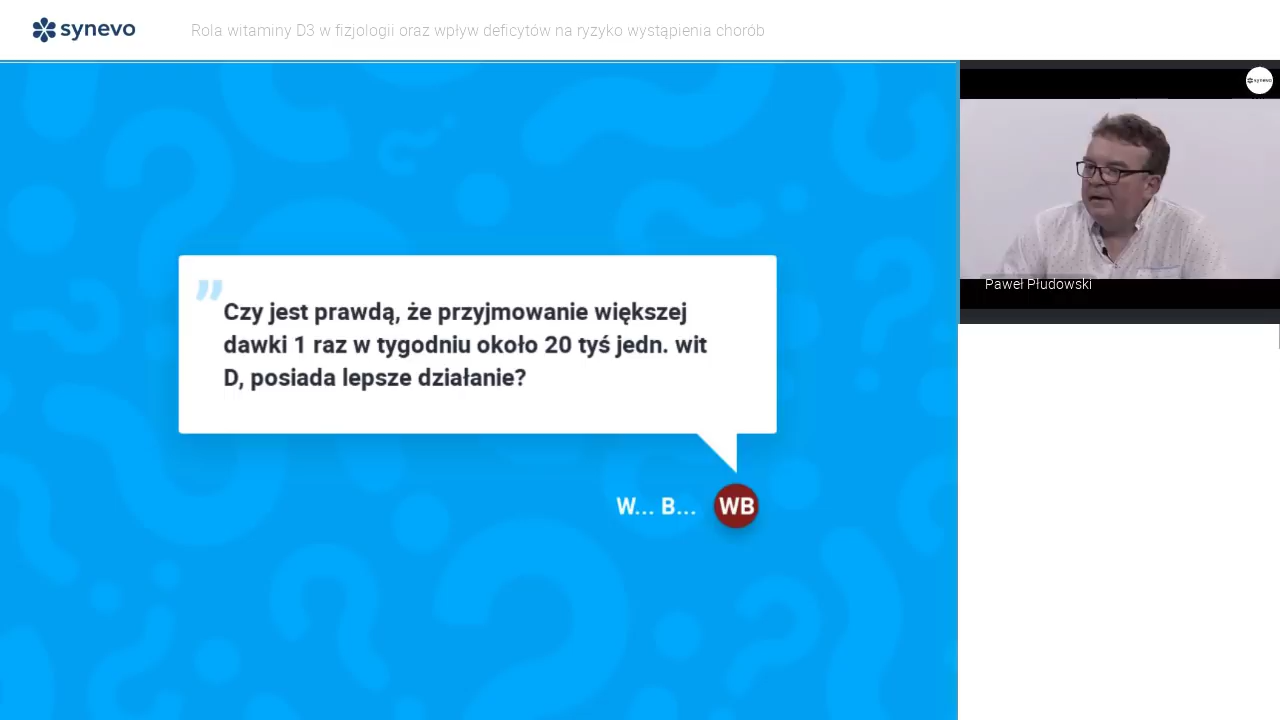 synevo
Rola witaminy D3 w fizjologii oraz wpływ deficytów na ryzyko wystąpienia chorób
synevo
Paweł Płudowski
”
Czy jest prawdą, że przyjmowanie większej
dawki 1 raz w tygodniu około 20 tyś jedn. wit
D, posiada lepsze działanie?
W... B...
WB